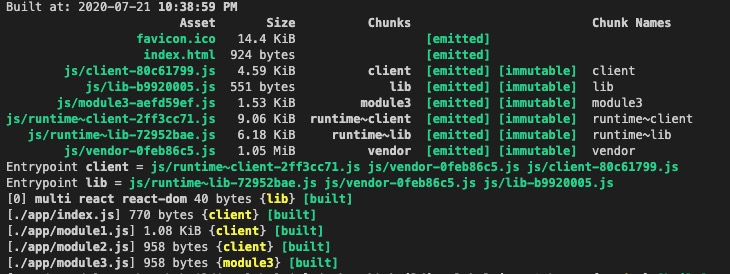 Built at: 2020-07-21 10:38:59 PM
Asset Size Chunks Chunk Names
favicon.ico 14.4 KiB [emitted]
index.html 924 bytes [emitted]
js/client-80c61799.js 4.59 KiB client [emitted] [immutable] client
js/lib-b9920005.js 551 bytes lib [emitted] [immutable] lib
js/module3-aefd59ef.js 1.53 KiB module3 [emitted] [immutable] module3
js/runtime~client-2ff3cc71.js 9.06 KiB runtime~client [emitted] [immutable] runtime~client
js/runtime~lib-72952bae.js 6.18 KiB runtime~lib [emitted] [immutable] runtime~lib
js/vendor-0feb86c5.js 1.05 MiB vendor [emitted] [immutable] vendor
Entrypoint client = js/runtime~client-2ff3cc71.js js/vendor-0feb86c5.js js/client-80c61799.js
Entrypoint lib = js/runtime~lib-72952bae.js js/vendor-0feb86c5.js js/lib-b9920005.js
[0] multi react react-dom 40 bytes {lib} [built]
[./app/index.js] 770 bytes {client} [built]
[./app/module1.js] 1.08 KiB {client} [built]
[./app/module2.js] 958 bytes {client} [built]
[./app/module3.js] 958 bytes {module3} [built]